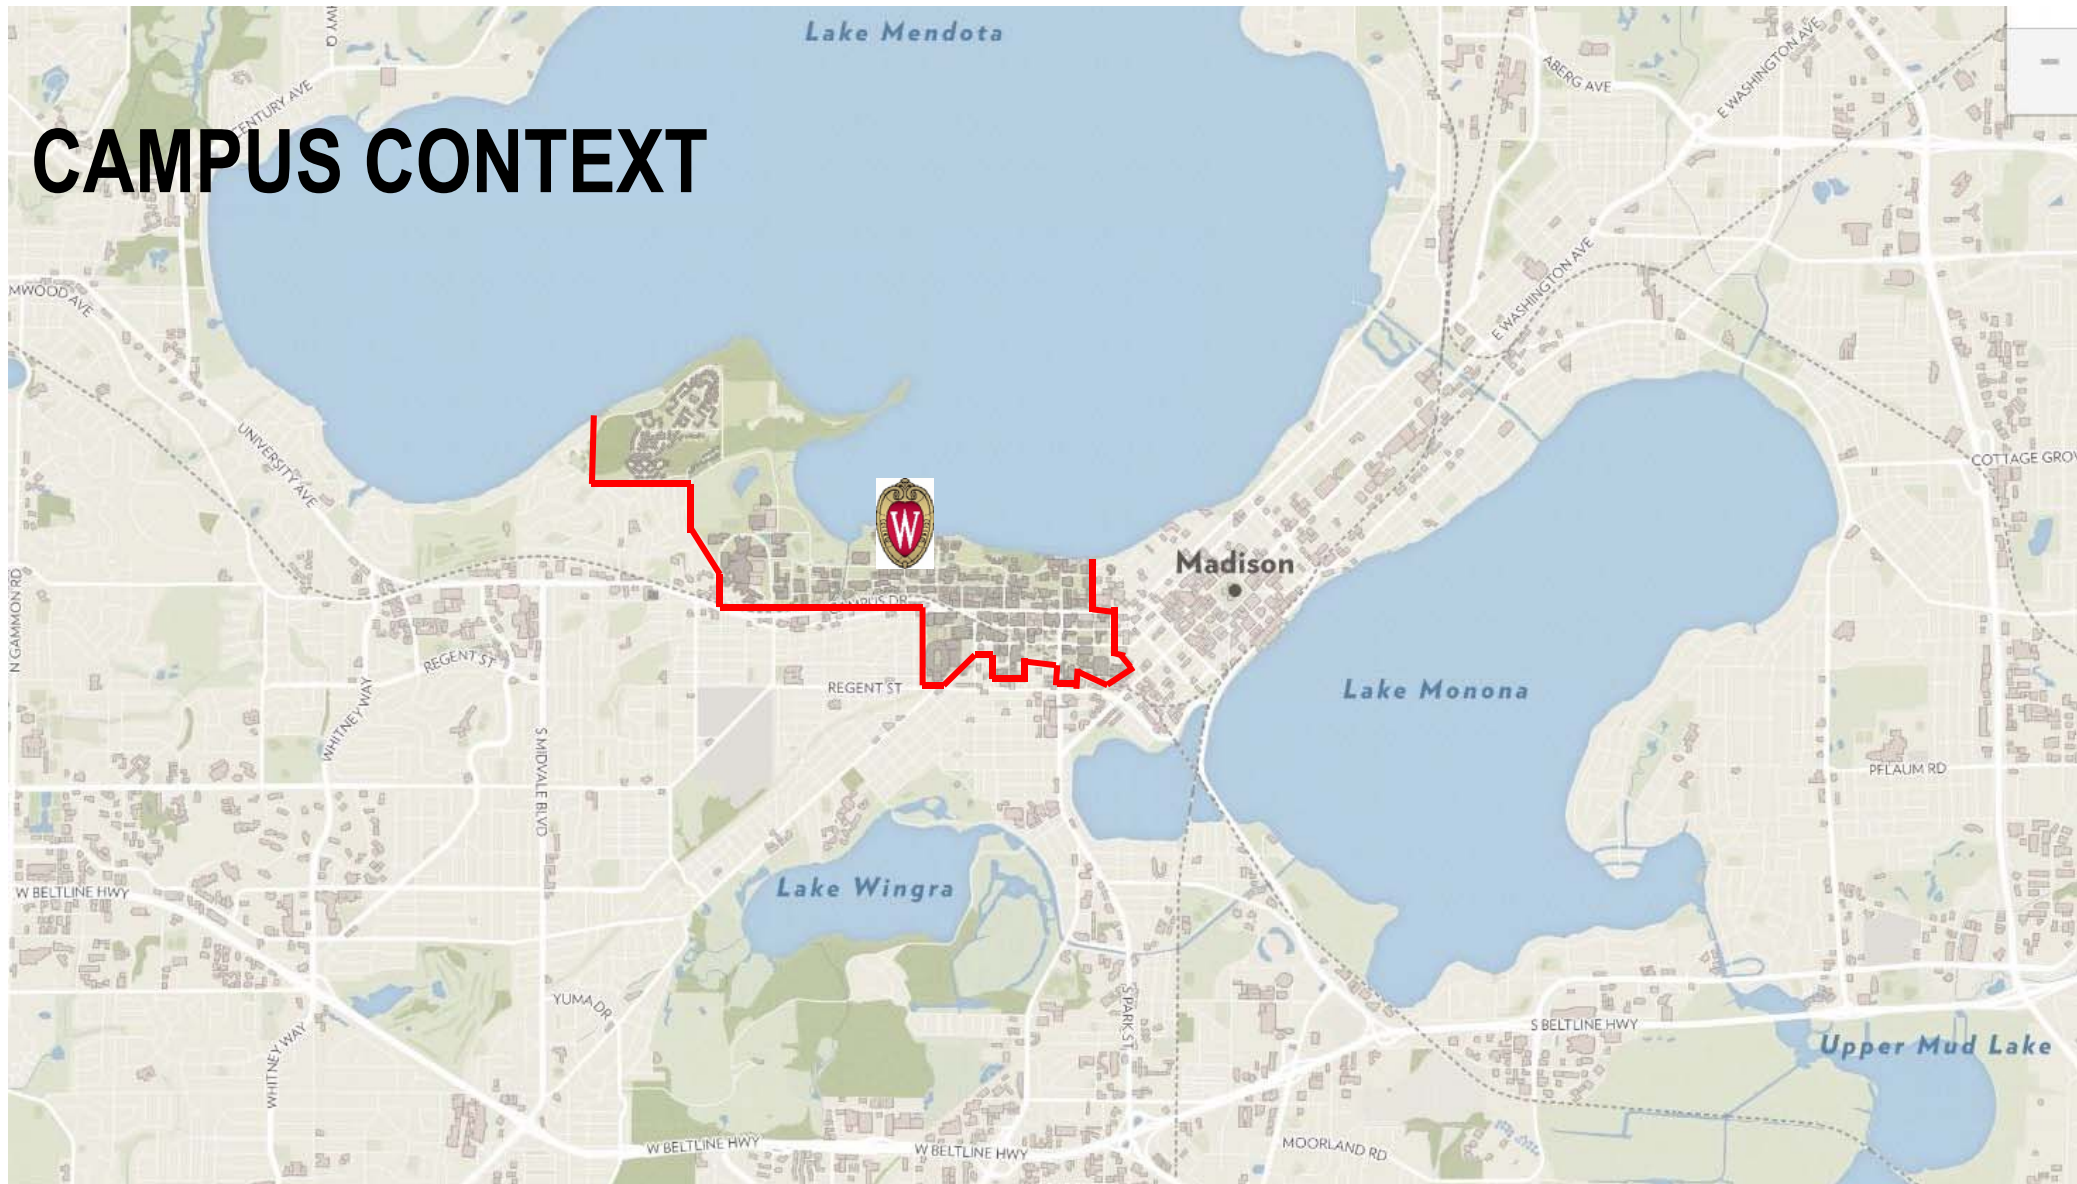 Lake Mendota
HWY Q
CENTURY AVE
ABERG AVE
E WASHINGTON AVE
CAMPUS CONTEXT
E WASHINGTON AVE
MWOOD AVE
UNIVERSITY AVE
COTTAGE GROV
W
Madison
CAMPUS DR
N GAMMON RD
REGENT ST
REGENT ST
Lake Monona
WHITNEY WAY
S MIDVALE BLVD
PFLAUM RD
Lake Wingra
W BELTLINE HWY
YUMA DR
S PARK ST
S BELTLINE HWY
Upper Mud Lake
WHITNEY WAY
W BELTLINE HWY
W BELTLINE HWY
MOORLAND RD